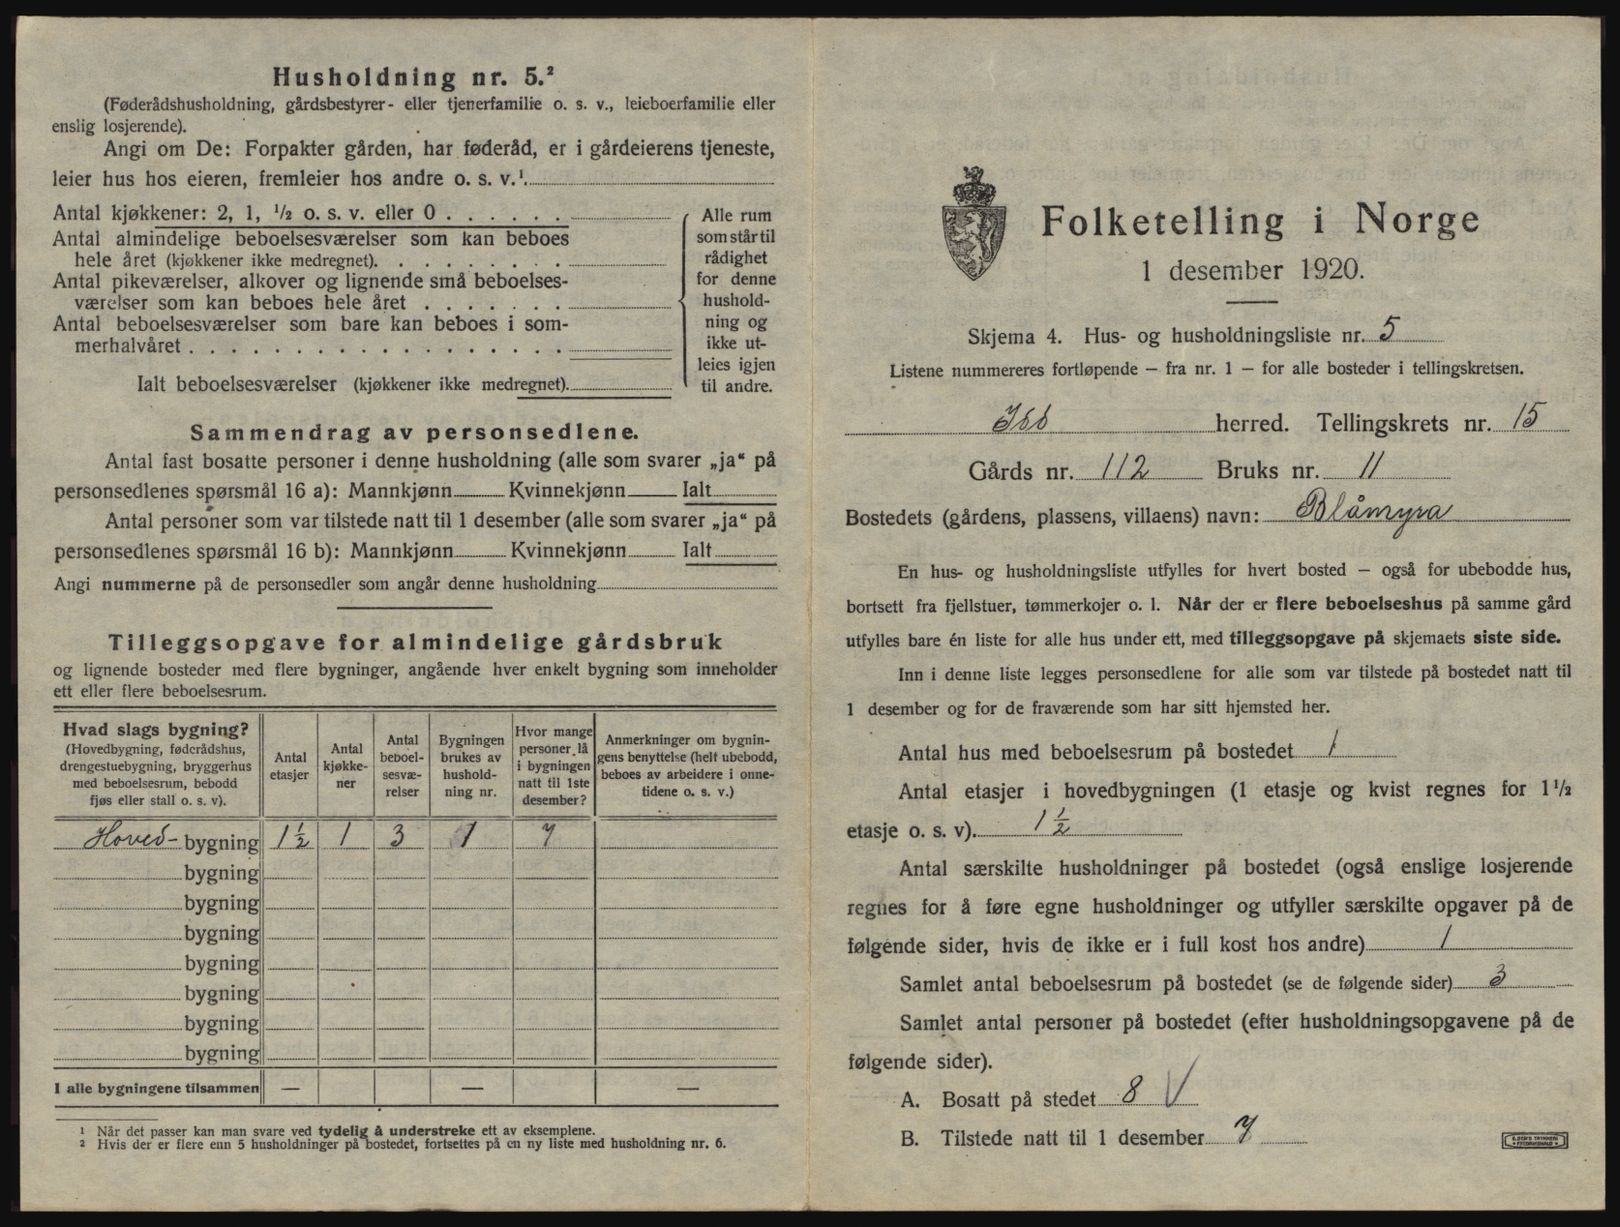 Husholdning nr. 5.²
(Føderådshusholdning, gårdsbestyrer- eller tjenerfamilie o. s. v., leieboerfamilie eller
enslig losjerende).
Angi om De: Forpakter gården, har føderåd, er i gårdeierens tjeneste,
leier hus hos eieren, fremleier hos andre o. s. v.¹.
Antal kjøkkener: 2, 1, ½ o. s. v. eller 0 . . . . . .
Antal almindelige beboelsesværelser som kan beboes
hele året (kjøkkener ikke medregnet). . . . . . . .
Antal pikeværelser, alkover og lignende små beboelses-
værelser som kan beboes hele året . . . . . .
Antal beboelsesværelser som bare kan beboes i som-
merhalvåret . . . . . . . . . . . . . . .
Ialt beboelsesværelser (kjøkkener ikke medregnet).
Alle rum
som står til
rådighet
for denne
hushold-
ning og
ikke ut-
leies igjen
til andre.
Sammendrag av personsedlene.
Antal fast bosatte personer i denne husholdning (alle som svarer „ja“ på
personsedlenes spørsmål 16 a): Mannkjønn Kvinnekjønn Ialt
Antal personer som var tilstede natt til 1 desember (alle som svarer „ja“ på
personsedlenes spørsmål 16 b): Mannkjønn Kvinnekjønn Ialt
Angi nummerne på de personsedler som angår denne husholdning
Tilleggsopgave for almindelige gårdsbruk
og lignende bosteder med flere bygninger, angående hver enkelt bygning som inneholder
ett eller flere beboelsesrum.
Hvad slags bygning?
(Hovedbygning, føderådshus,
drengestuebygning, bryggerhus
med beboelsesrum, bebodd
fjøs eller stall o. s. v).
Antal
etasjer
Antal
kjøkke-
ner
Antal
beboel-
sesvæ-
relser
Bygningen
brukes av
hushold-
ning nr.
Hvor mange
personer lå
i bygningen
natt til 1ste
desember?
Anmerkninger om bygnin-
gens benyttelse (helt ubebodd,
beboes av arbeidere i onne-
tidene o. s. v.)
Hoved- bygning 1½ 1 3 1 7
bygning
bygning
bygning
bygning
bygning
bygning
bygning
I alle bygningene tilsammen — — —
¹ Når det passer kan man svare ved tydelig å understreke ett av eksemplene.
² Hvis der er flere enn 5 husholdninger på bostedet, fortsettes på en ny liste med husholdning nr. 6.
Folketelling i Norge
1 desember 1920.
Skjema 4. Hus- og husholdningsliste nr. 5
Listene nummereres fortløpende — fra nr. 1 — for alle bosteder i tellingskretsen.
herred. Tellingskrets nr. 15
Gårds nr. 112 Bruks nr. 11
Bostedets (gårdens, plassens, villaens) navn: Blåmyra
En hus- og husholdningsliste utfylles for hvert bosted — også for ubebodde hus,
bortsett fra fjellstuer, tømmerkojer o. l. Når der er flere beboelseshus på samme gård
utfylles bare én liste for alle hus under ett, med tilleggsopgave på skjemaets siste side.
Inn i denne liste legges personsedlene for alle som var tilstede på bostedet natt til
1 desember og for de fraværende som har sitt hjemsted her.
Antal hus med beboelsesrum på bostedet 1
Antal etasjer i hovedbygningen (1 etasje og kvist regnes for 1½
etasje o. s. v). 1½
Antal særskilte husholdninger på bostedet (også enslige losjerende
regnes for å føre egne husholdninger og utfyller særskilte opgaver på de
følgende sider, hvis de ikke er i full kost hos andre) 1
Samlet antal beboelsesrum på bostedet (se de følgende sider) 3
Samlet antal personer på bostedet (efter husholdningsopgavene på de
følgende sider).
A. Bosatt på stedet 8 V
B. Tilstede natt til 1 desember 7